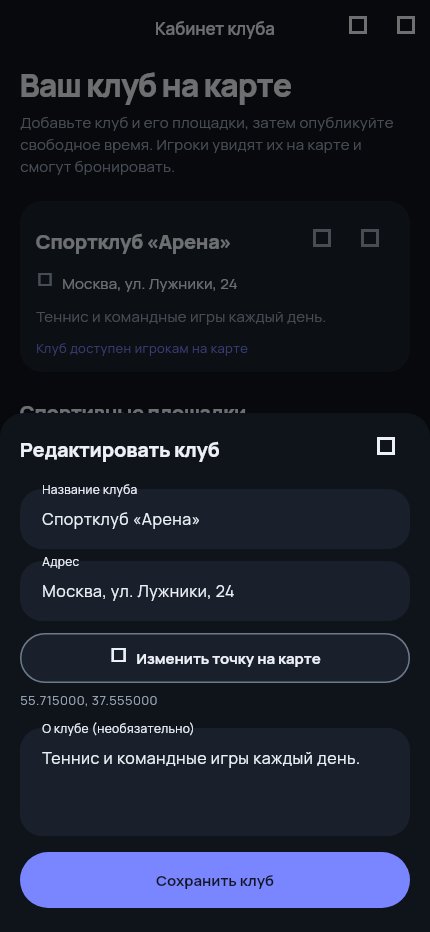 Кабинет клуба
Ваш клуб на карте
Добавьте клуб и его площадки, затем опубликуйте
свободное время. Игроки увидят их на карте и
смогут бронировать.
Спортклуб «Арена»
Москва, ул. Лужники, 24
Теннис и командные игры каждый день.
Клуб доступен игрокам на карте
Спортивные площадки
Редактировать клуб
Название клуба
Спортклуб «Арена»
Адрес
Москва, ул. Лужники, 24
Изменить точку на карте
55.715000, 37.555000
О клубе (необязательно)
Теннис и командные игры каждый день.
Сохранить клуб